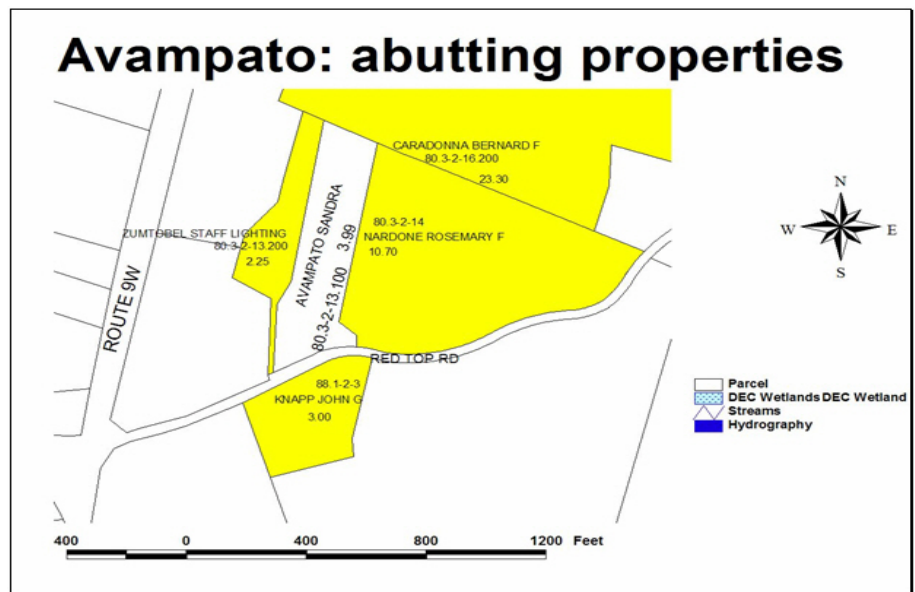 Avampato: abutting properties
CARADONNA BERNARD F
80.3-2-16.200
23.30
ZUMTOBEL STAFF LIGHTING
80.3-2-13.200
2.25
AVAMPATO SANDRA
80.3-2-13.100 3.99
80.3-2-14
NARDONE ROSEMARY F
10.70
ROUTE 9W
RED TOP RD
88.1-2-3
KNAPP JOHN G
3.00
N
W E
S
Parcel
DEC WetlandsDEC Wetland
Streams
Hydrography
400 0 400 800 1200 Feet